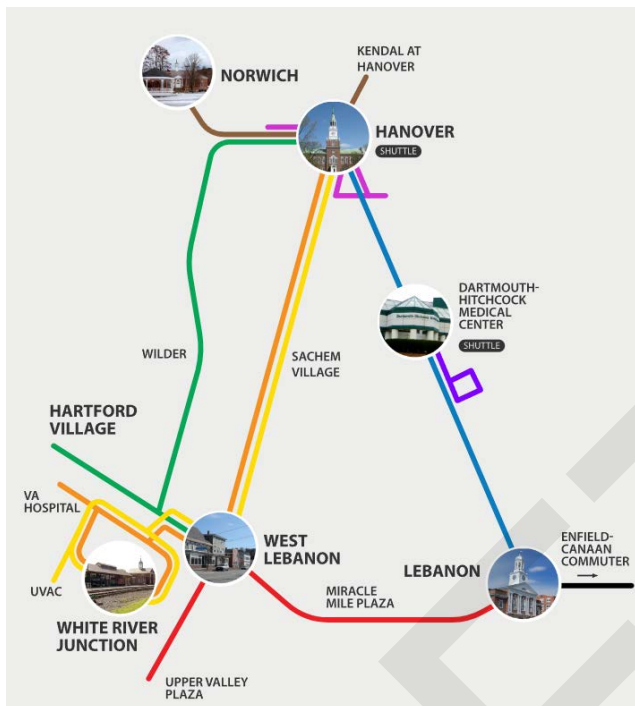 KENDAL AT
HANOVER
NORWICH
HANOVER
SHUTTLE
DARTMOUTH-
HITCHCOCK
MEDICAL
CENTER
SHUTTLE
WILDER
SACHEM
VILLAGE
HARTFORD
VILLAGE
VA
HOSPITAL
WEST
LEBANON
LEBANON
ENFIELD-
CANAAN
COMMUTER
UVAC
MIRACLE
MILE PLAZA
WHITE RIVER
JUNCTION
UPPER VALLEY
PLAZA